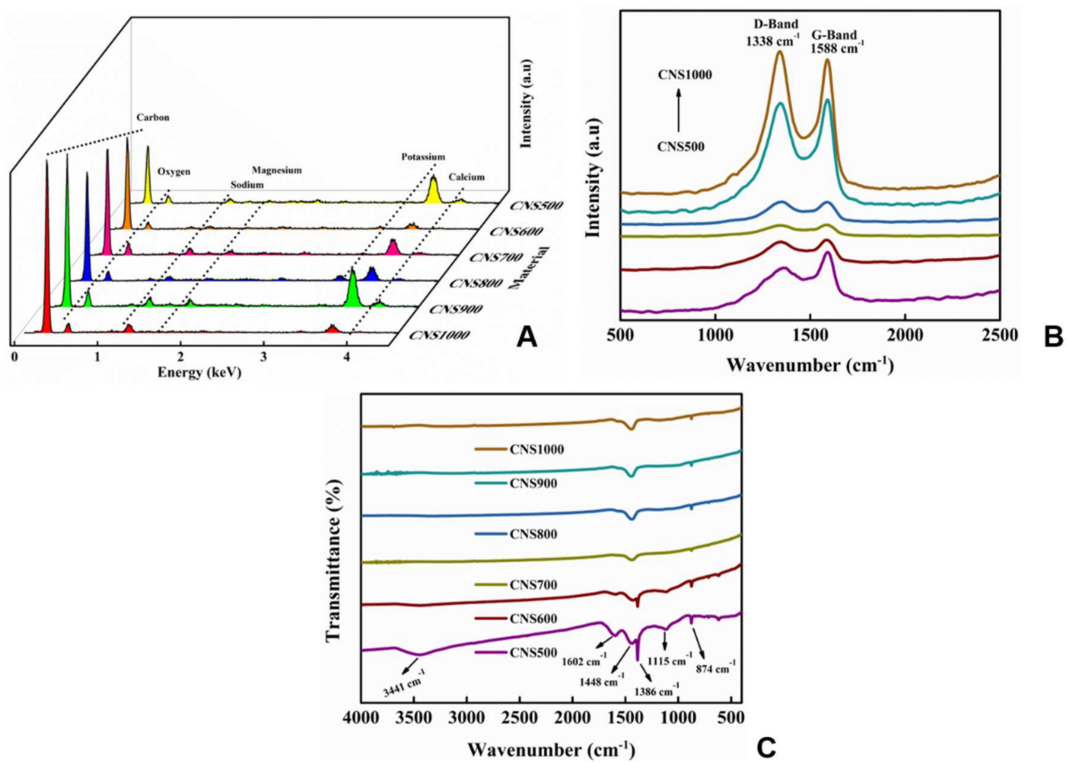 Carbon
Oxygen
Magnesium
Sodium
Potassium
Calcium
Intensity (a.u)
CNS500
CNS600
CNS700
CNS800
CNS900
CNS1000
Material
0
1
2
3
4
Energy (keV)
A
D-Band
1338 cm-1
G-Band
1588 cm-1
CNS1000
CNS500
Intensity (a.u)
500
1000
1500
2000
2500
Wavenumber (cm-1)
B
CNS1000
CNS900
CNS800
CNS700
CNS600
CNS500
3441 cm-1
1602 cm-1
1448 cm-1
1386 cm-1
1115 cm-1
874 cm-1
Transmittance (%)
4000
3500
3000
2500
2000
1500
1000
500
Wavenumber (cm-1)
C